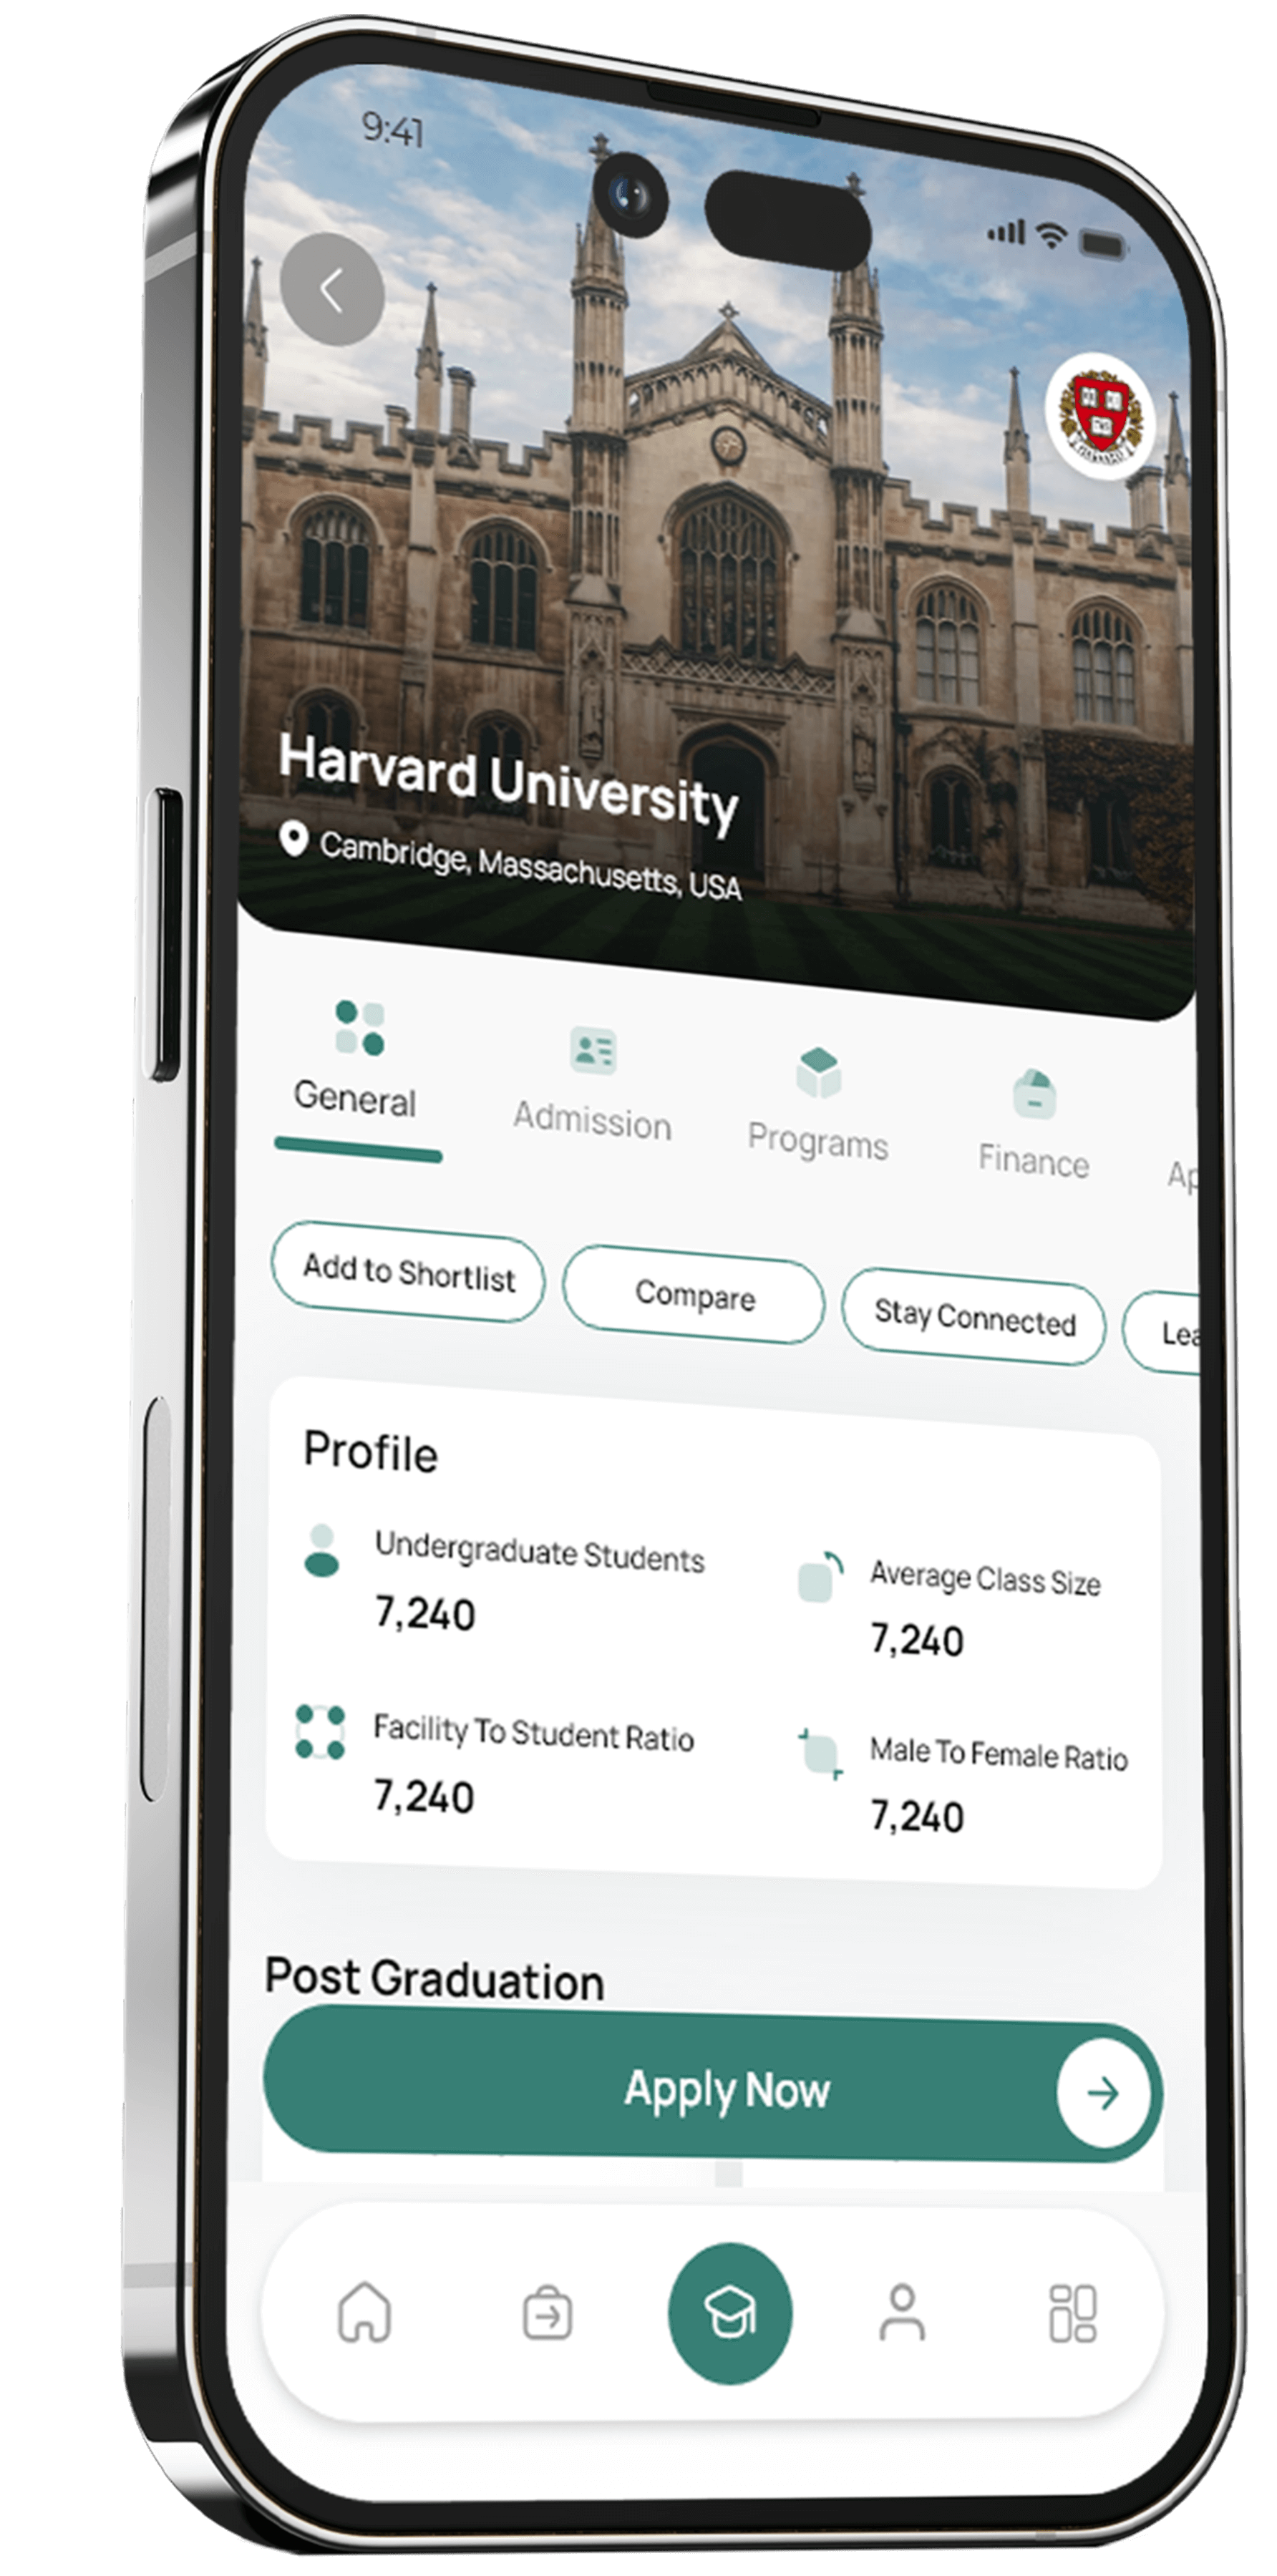 9:41
Harvard University
Cambridge, Massachusetts, USA
General
Admission
Programs
Finance
Ap
Add to Shortlist
Compare
Stay Connected
Lea
Profile
Undergraduate Students
7,240
Average Class Size
7,240
Facility To Student Ratio
7,240
Male To Female Ratio
7,240
Post Graduation
Apply Now